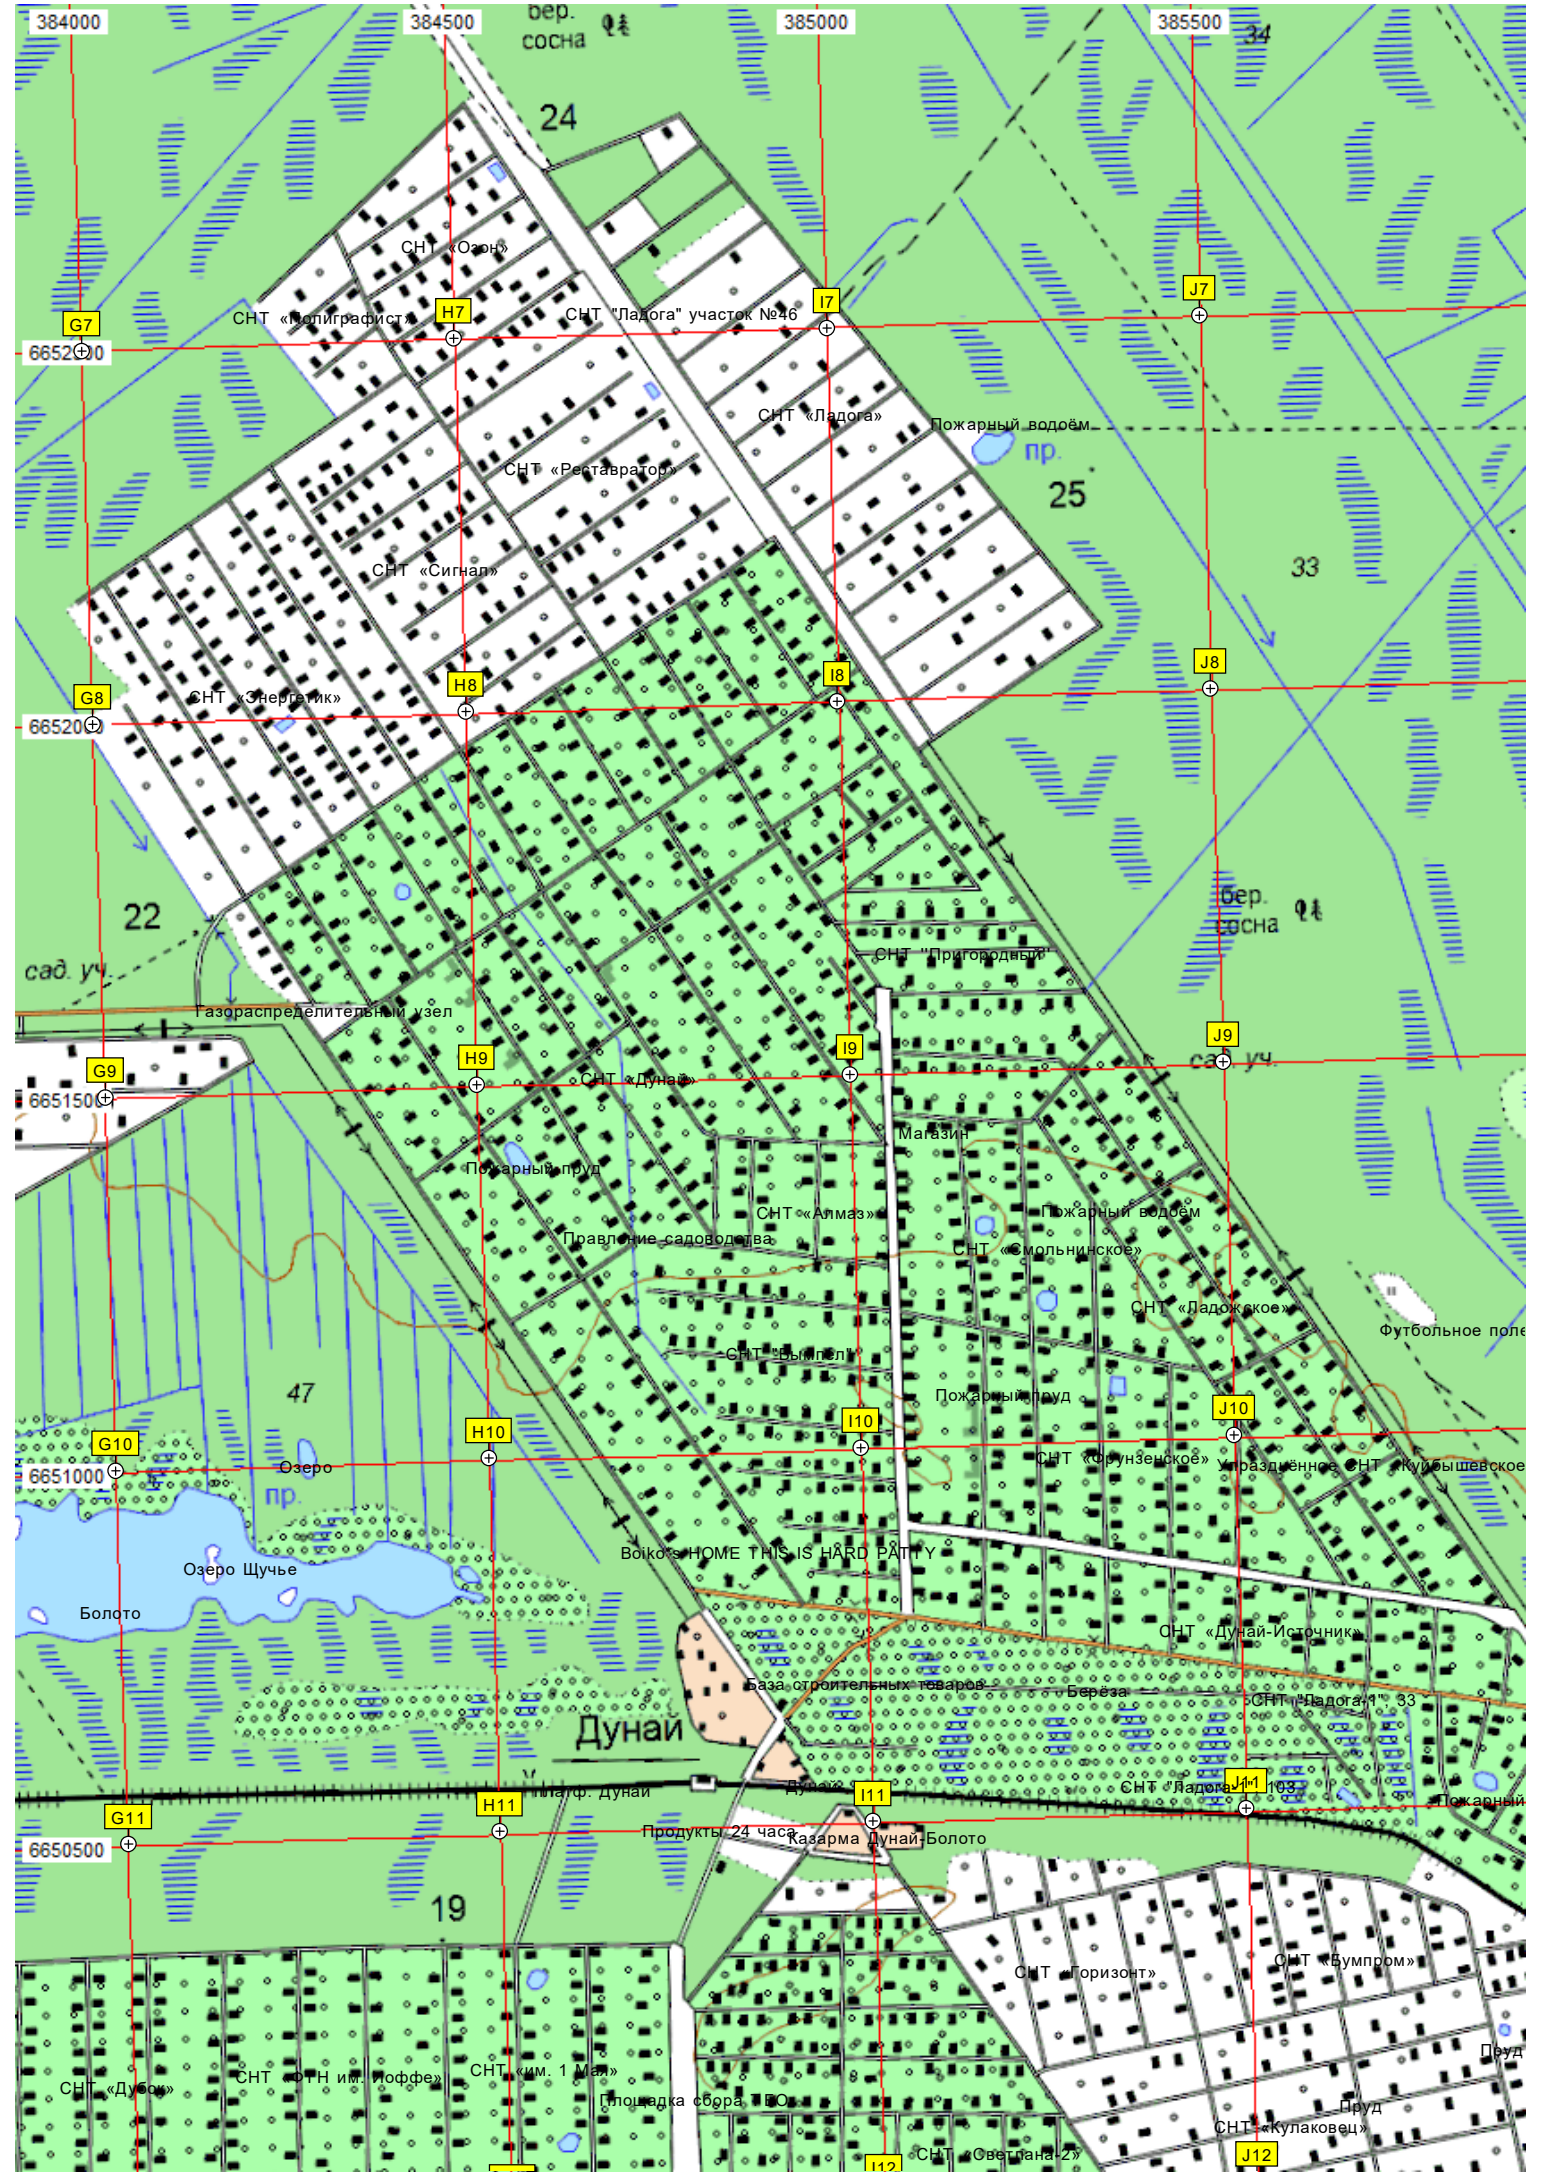 384000
384500
385000
385500
бер.
сосна
34
24
СНТ «Озон»
СНТ «Полиграфист»
H7
СНТ "Ладога" участок №46
I7
J7
G7
СНТ «Ладога»
Пожарный водоём
пр.
СНТ «Реставратор»
25
СНТ «Сигнал»
33
G8
H8
I8
J8
СНТ «Энергетик»
22
бер.
сосна
сад. уч.
СНТ "Пригородный"
Газораспределительный узел
G9
H9
I9
J9
сад. уч.
6651500
СНТ «Дунай»
Магазин
Пожарный пруд
СНТ «Алмаз»
Пожарный водоём
Правление садоводства
СНТ «Смольнинское»
СНТ «Ладожское»
Футбольное поле
СНТ "Вымпел"
47
Пожарный пруд
G10
H10
I10
J10
6651000
Озеро
СНТ «Фрунзенское»
Упразднённое СНТ «Куйбышевское
пр.
Boiko's HOME THIS IS HARD PATTY
Озеро Щучье
Болото
СНТ «Дунай-Источник»
База строительных товаров
Берёза
СНТ "Ладога-1", 33
Дунай
платф. Дунай
Дунай
G11
H11
I11
J11
Пожарный
6650500
Продукты 24 часа
Казарма Дунай-Болото
19
СНТ «Горизонт»
СНТ «Бумпром»
Пруд
СНТ «Дубок»
СНТ «ФТН им. Иоффе»
СНТ «им. 1 Мая»
Площадка сбора ТБО
Пруд
СНТ «Кулаковец»
СНТ «Светлана-2»
I12
J12